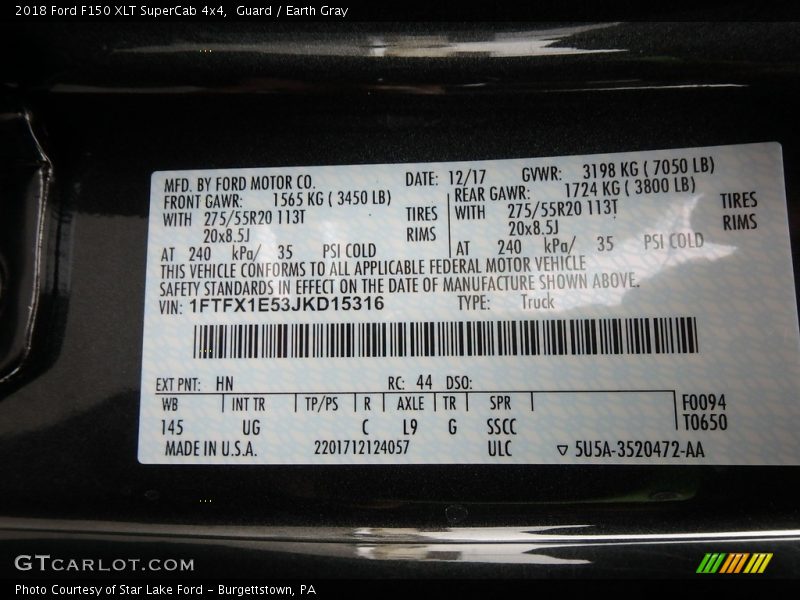 2018 Ford F150 XLT SuperCab 4x4,  Guard / Earth Gray
MFD. BY FORD MOTOR CO. DATE: 12/17 GVWR: 3198 KG ( 7050 LB)
FRONT GAWR: 1565 KG ( 3450 LB) REAR GAWR: 1724 KG ( 3800 LB)
WITH 275/55R20 113T TIRES WITH 275/55R20 113T TIRES
20x8.5J RIMS 20x8.5J RIMS
AT 240 kPa/ 35 PSI COLD AT 240 kPa/ 35 PSI COLD
THIS VEHICLE CONFORMS TO ALL APPLICABLE FEDERAL MOTOR VEHICLE
SAFETY STANDARDS IN EFFECT ON THE DATE OF MANUFACTURE SHOWN ABOVE.
VIN: 1FTFX1E53JKD15316 TYPE: Truck
EXT PNT: HN RC: 44 DSO:
WB INT TR TP/PS R AXLE TR SPR F0094
145 UG C L9 G SSCC T0650
MADE IN U.S.A. 2201712124057 ULC ▽ 5U5A-3520472-AA
GTCARLOT.COM
Photo Courtesy of Star Lake Ford - Burgettstown, PA